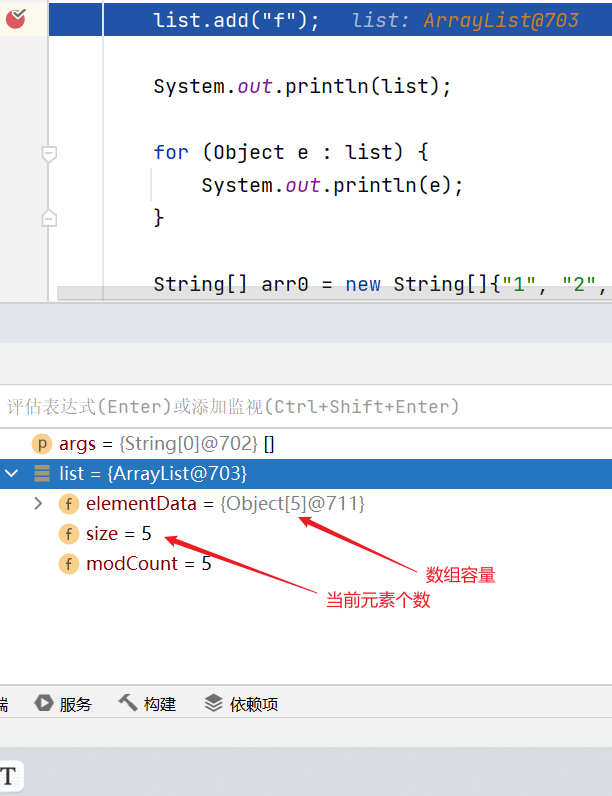 list.add("f"); list: ArrayList@703
System.out.println(list);
for (Object e : list) {
System.out.println(e);
}
String[] arr0 = new String[]{"1", "2",
评估表达式(Enter)或添加监视(Ctrl+Shift+Enter)
p args = {String[0]@702} []
list = {ArrayList@703}
f elementData = {Object[5]@711}
f size = 5
f modCount = 5
数组容量
当前元素个数
端 服务 构建 依赖项
T